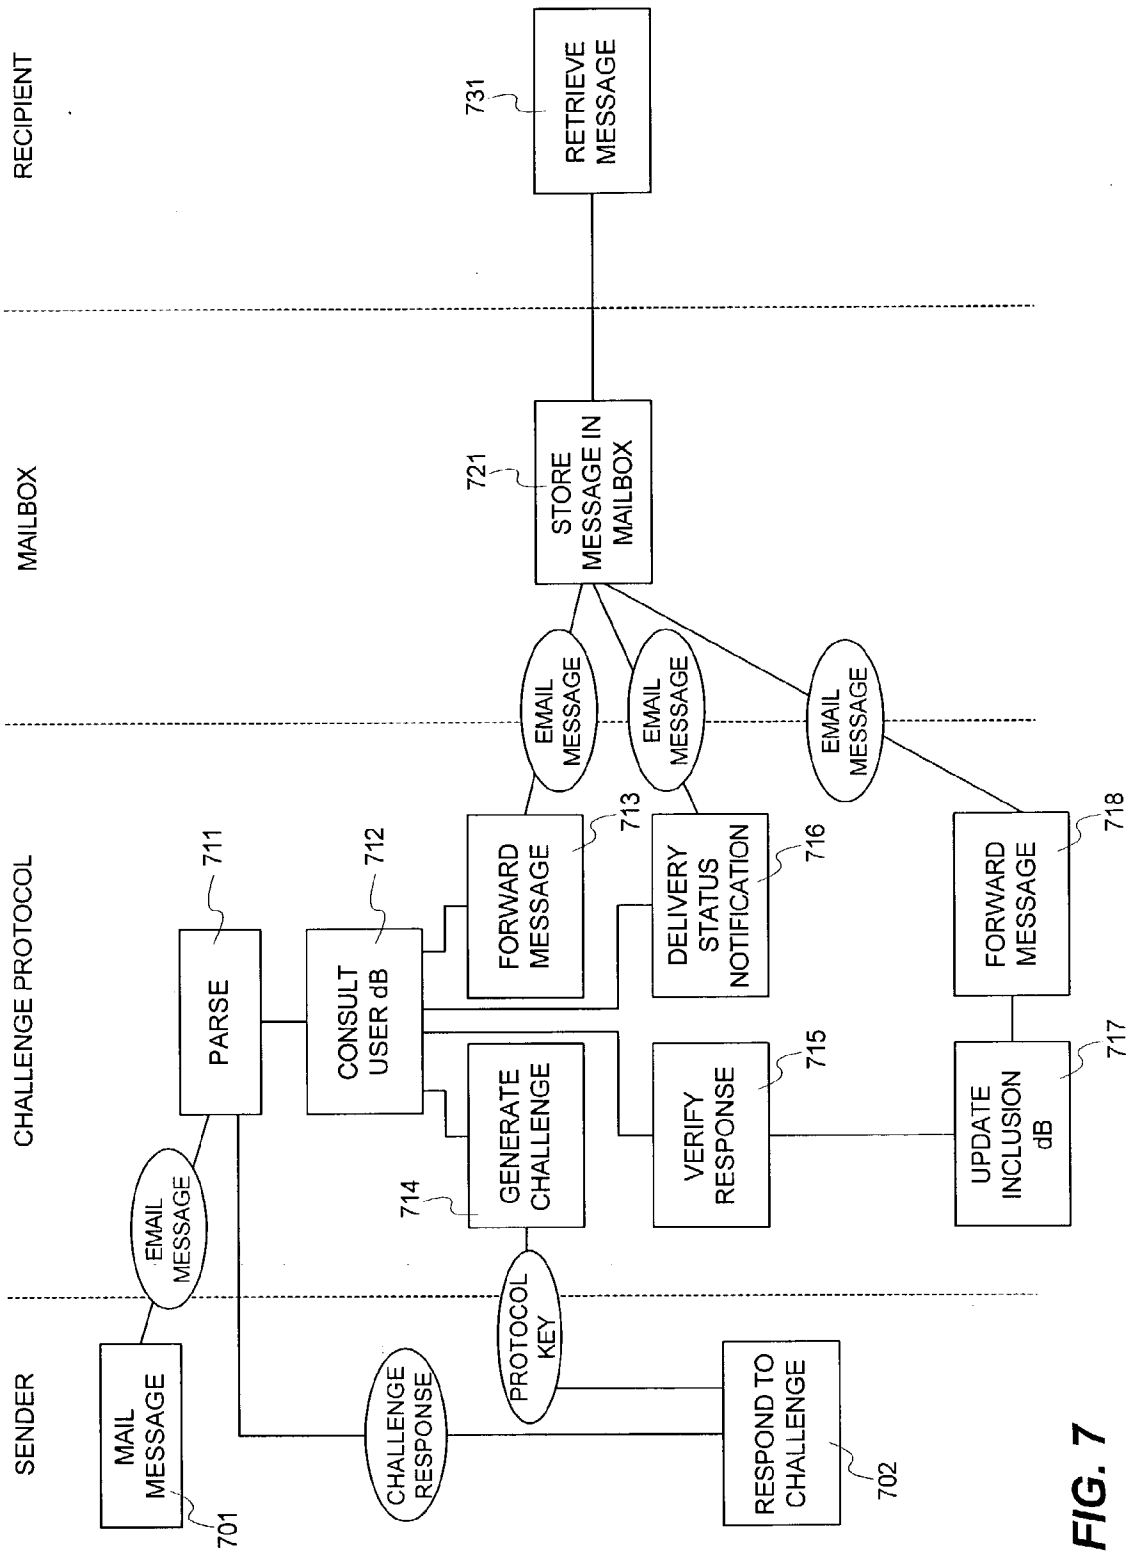 SENDER
CHALLENGE PROTOCOL
MAILBOX
RECIPIENT
MAIL
MESSAGE
701
EMAIL
MESSAGE
PARSE
711
CONSULT
USER dB
712
CHALLENGE
RESPONSE
PROTOCOL
KEY
GENERATE
CHALLENGE
714
FORWARD
MESSAGE
713
EMAIL
MESSAGE
STORE
MESSAGE IN
MAILBOX
721
RETRIEVE
MESSAGE
731
RESPOND TO
CHALLENGE
702
VERIFY
RESPONSE
715
DELIVERY
STATUS
NOTIFICATION
716
EMAIL
MESSAGE
UPDATE
INCLUSION
dB
717
FORWARD
MESSAGE
718
EMAIL
MESSAGE
FIG. 7